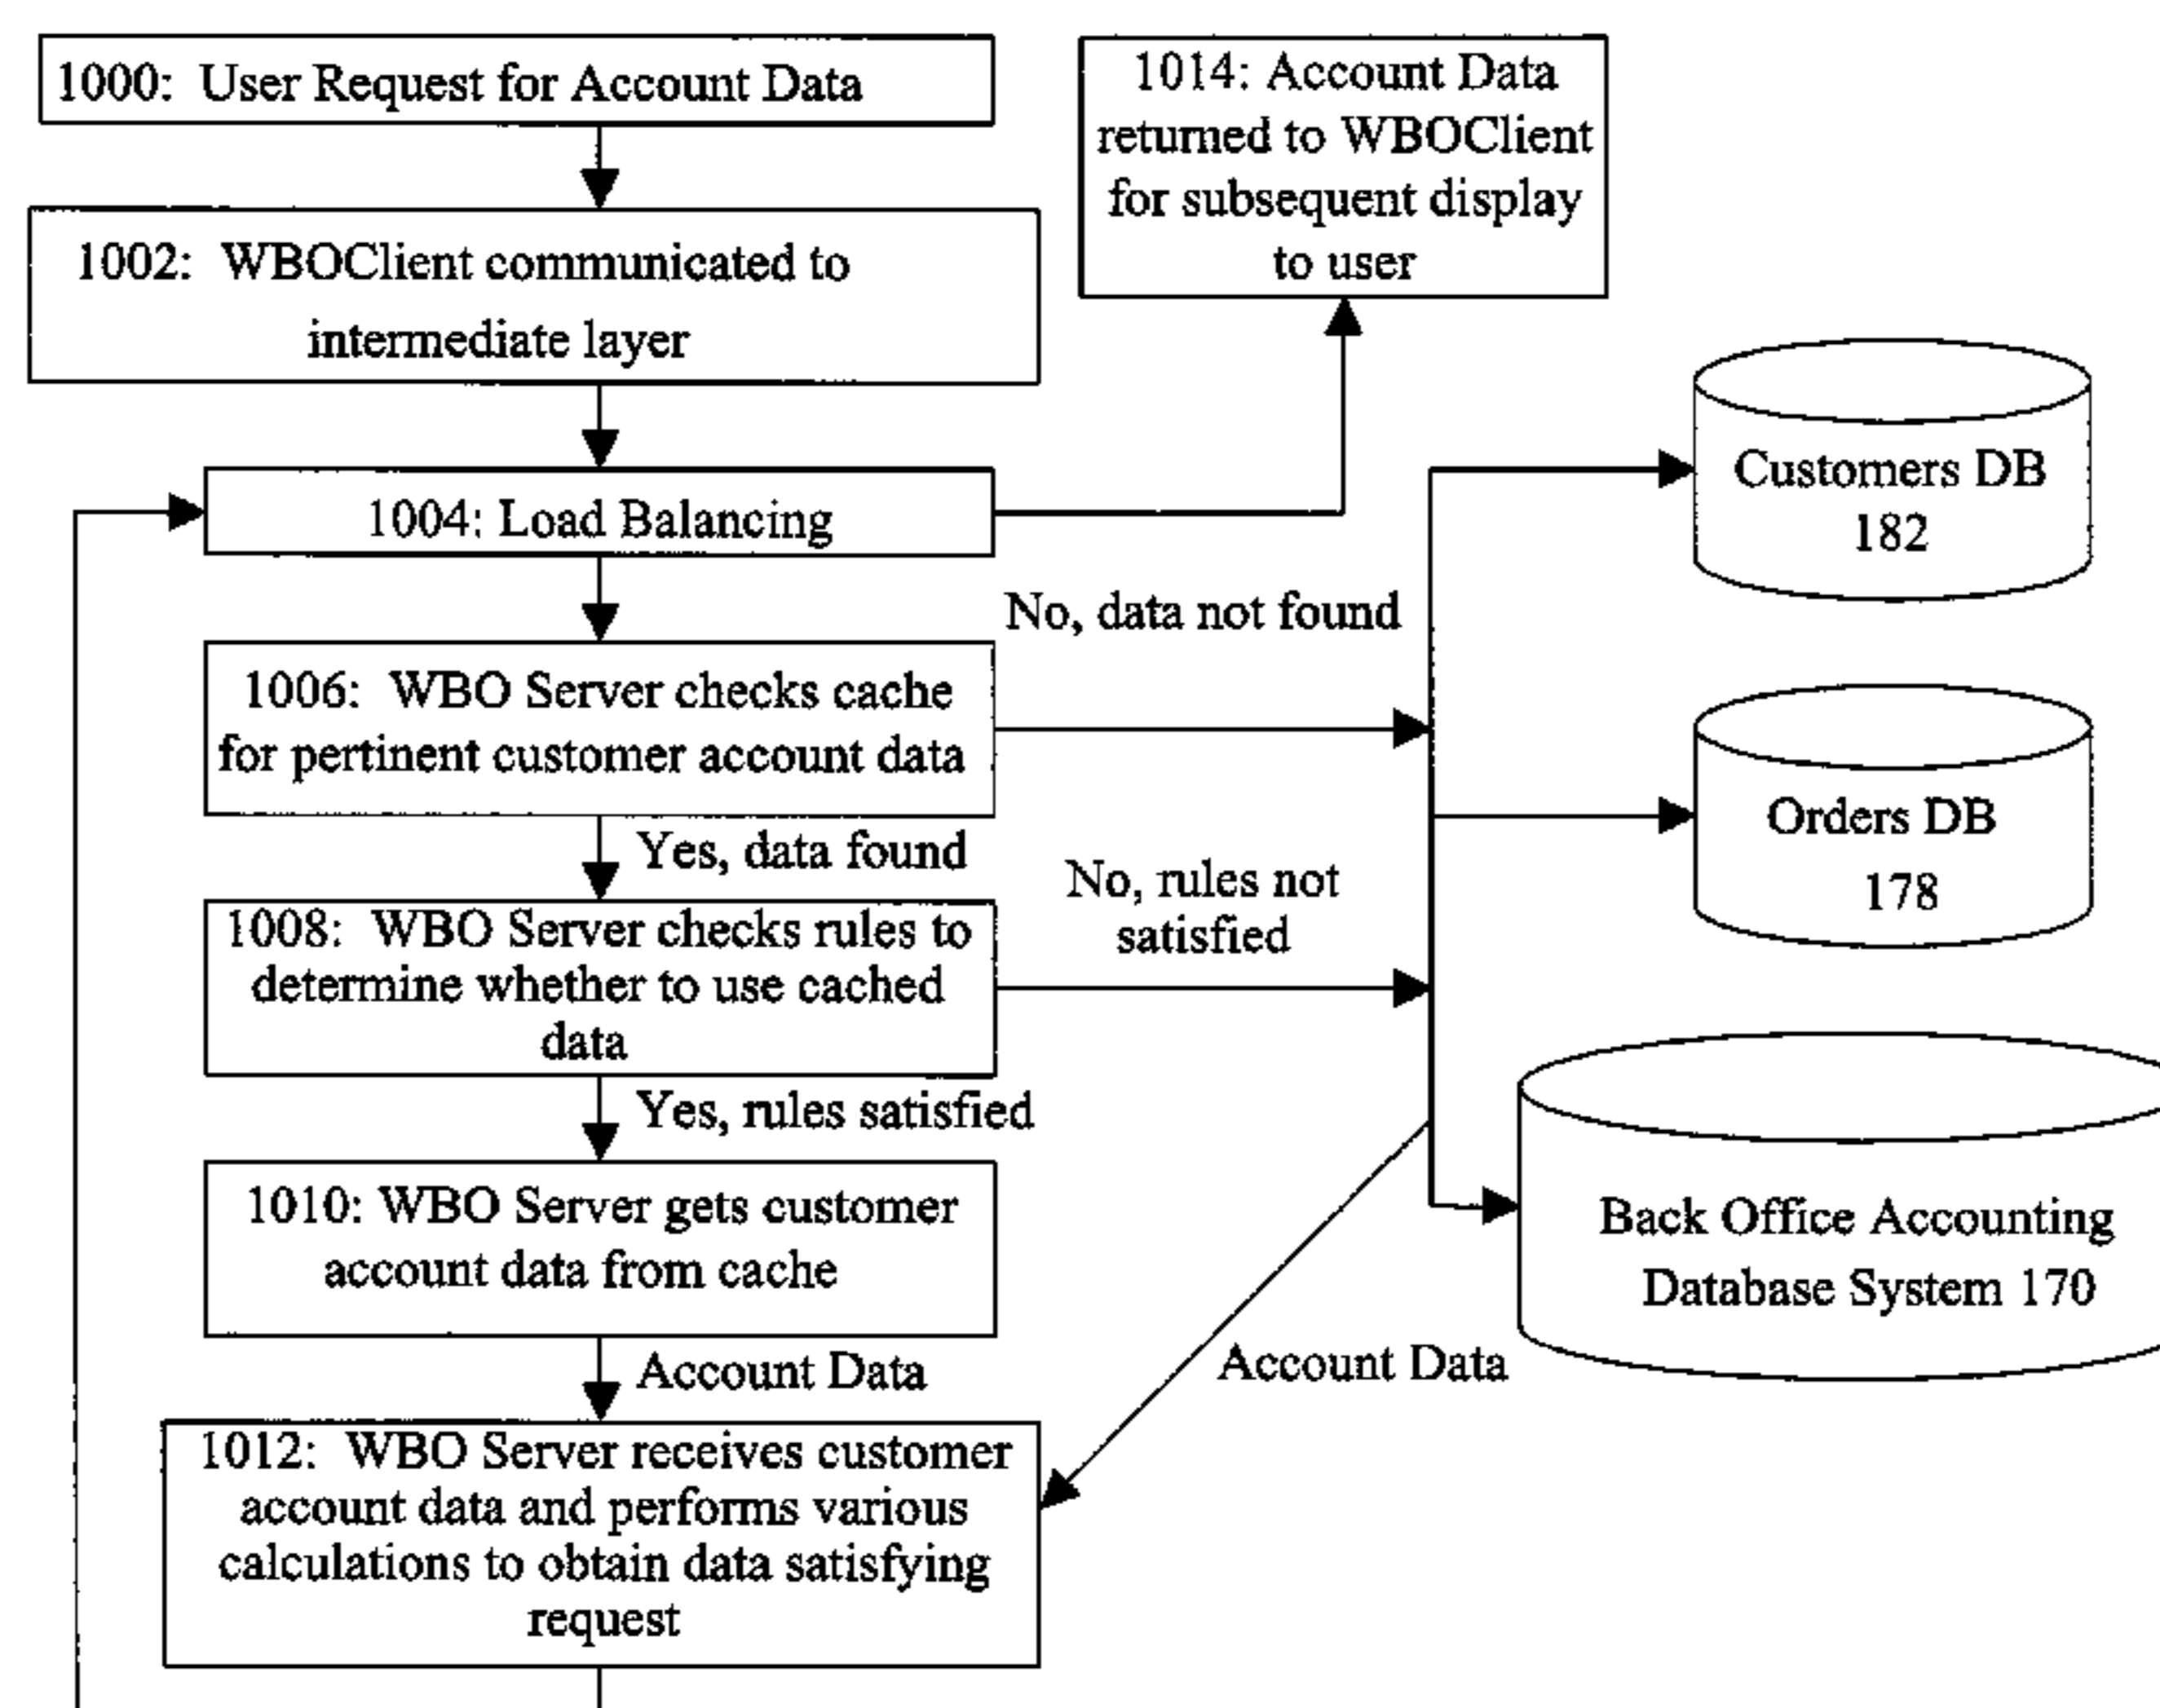 1000: User Request for Account Data
1014: Account Data
returned to WBOClient
for subsequent display
to user
1002: WBOClient communicated to
intermediate layer
1004: Load Balancing
Customers DB
182
No, data not found
1006: WBO Server checks cache
for pertinent customer account data
Yes, data found
Orders DB
178
No, rules not
satisfied
1008: WBO Server checks rules to
determine whether to use cached
data
Yes, rules satisfied
1010: WBO Server gets customer
account data from cache
Back Office Accounting
Database System 170
Account Data
Account Data
1012: WBO Server receives customer
account data and performs various
calculations to obtain data satisfying
request